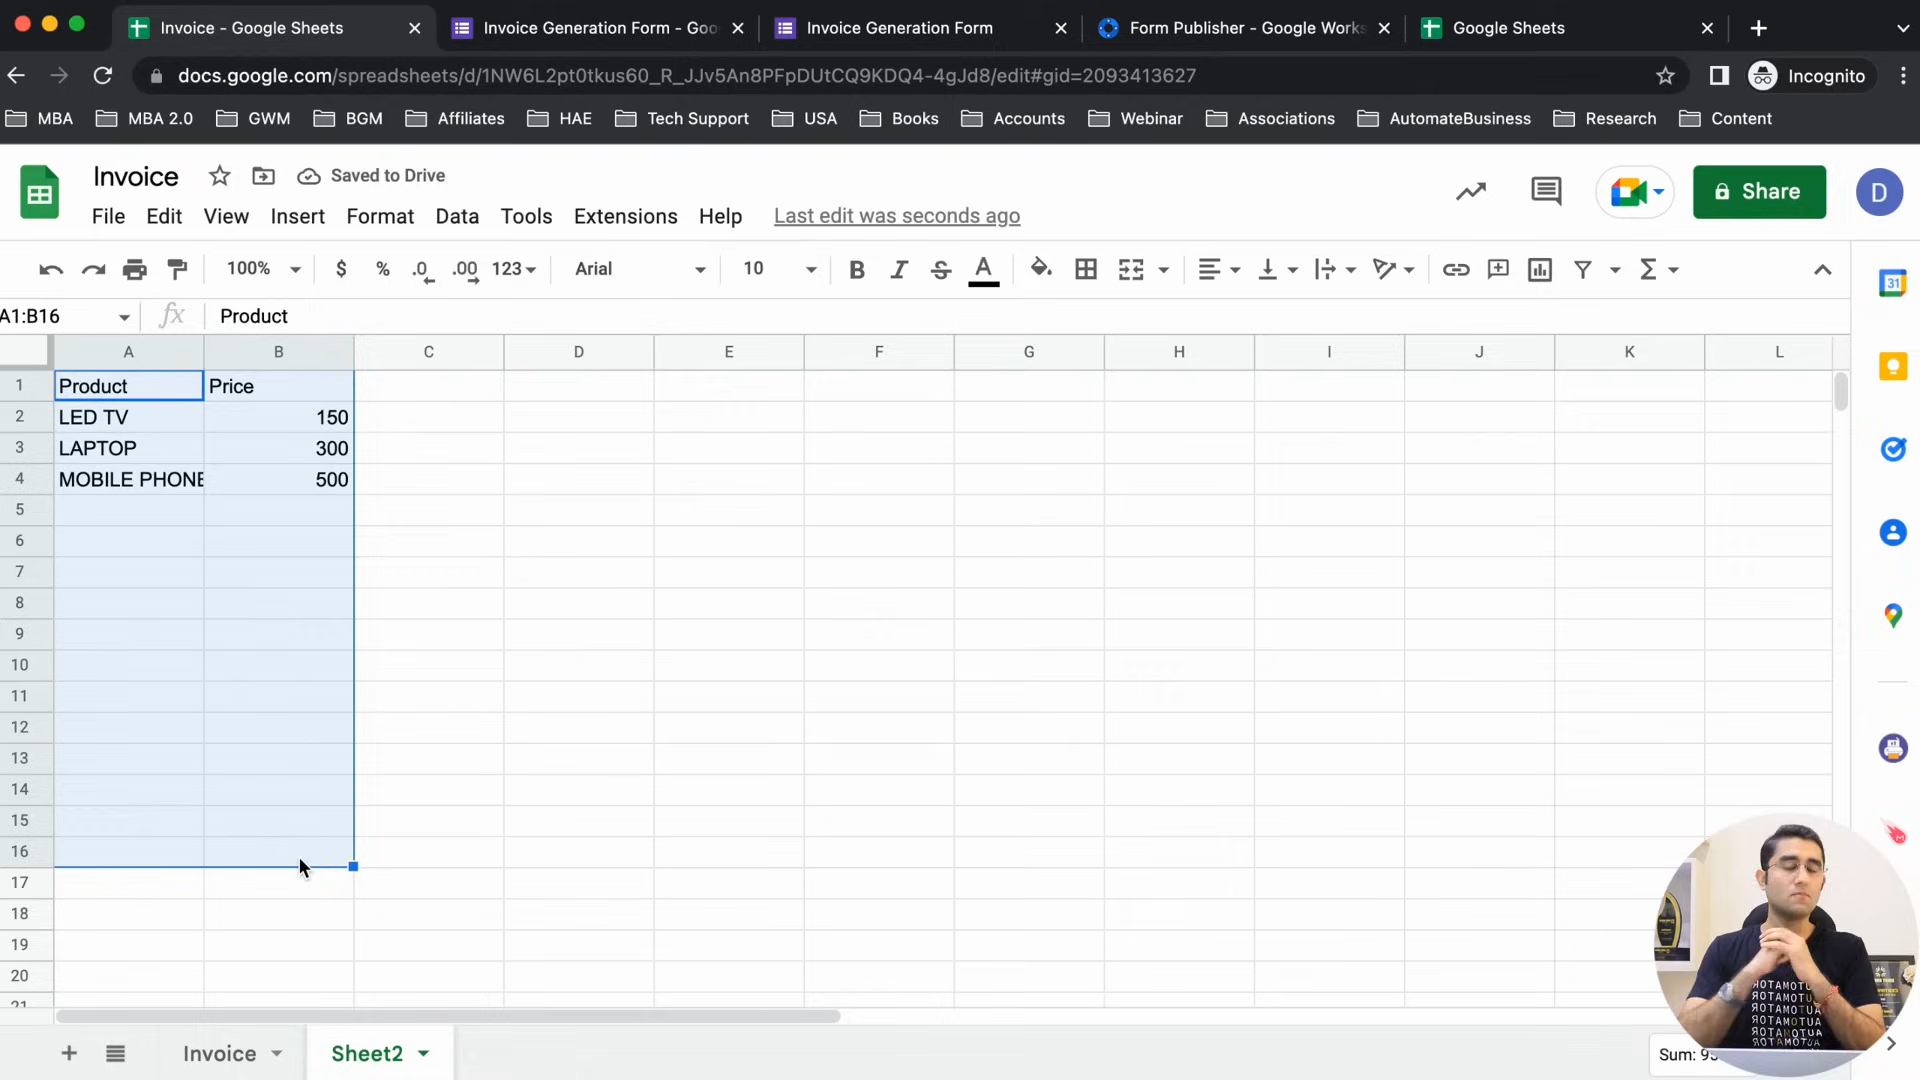 Invoice - Google Sheets
Invoice Generation Form - Goo
Invoice Generation Form
Form Publisher - Google Works
Google Sheets
docs.google.com/spreadsheets/d/1NW6L2pt0tkus60_R_JJv5An8PFpDUtCQ9KDQ4-4gJd8/edit#gid=2093413627
Incognito
MBA MBA 2.0 GWM BGM Affiliates HAE Tech Support USA Books Accounts Webinar Associations AutomateBusiness Research Content
Invoice Saved to Drive
File Edit View Insert Format Data Tools Extensions Help Last edit was seconds ago
Share
D
100% $ % .0 .00 123 Arial 10 B I S A
31
A1:B16 fx Product
A B C D E F G H I J K L
1 Product Price
2 LED TV 150
3 LAPTOP 300
4 MOBILE PHONE 500
5
6
7
8
9
10
11
12
13
14
15
16
17
18
19
20
21
Invoice Sheet2
Sum: